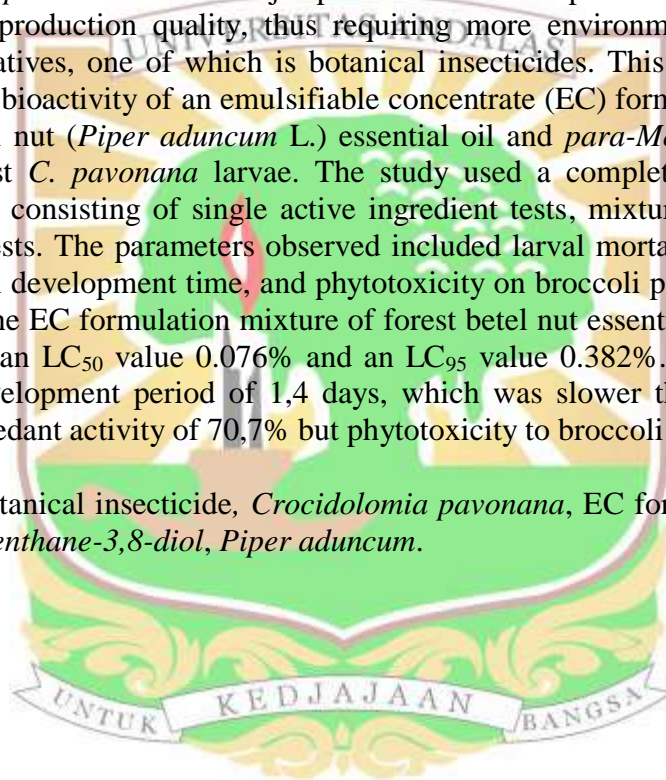 production quality, thus requiring more environm
UNIVERSITAS ANDALAS
atives, one of which is botanical insecticides. This
bioactivity of an emulsifiable concentrate (EC) form
nut (Piper aduncum L.) essential oil and para-Me
st C. pavonana larvae. The study used a complet
consisting of single active ingredient tests, mixtur
ests. The parameters observed included larval morta
development time, and phytotoxicity on broccoli p
he EC formulation mixture of forest betel nut essent
an LC50 value 0.076% and an LC95 value 0.382%.
velopment period of 1,4 days, which was slower th
edant activity of 70,7% but phytotoxicity to broccoli
tanical insecticide, Crocidolomia pavonana, EC for
enthane-3,8-diol, Piper aduncum.
UNTUK KEDJAJAAN BANGSA